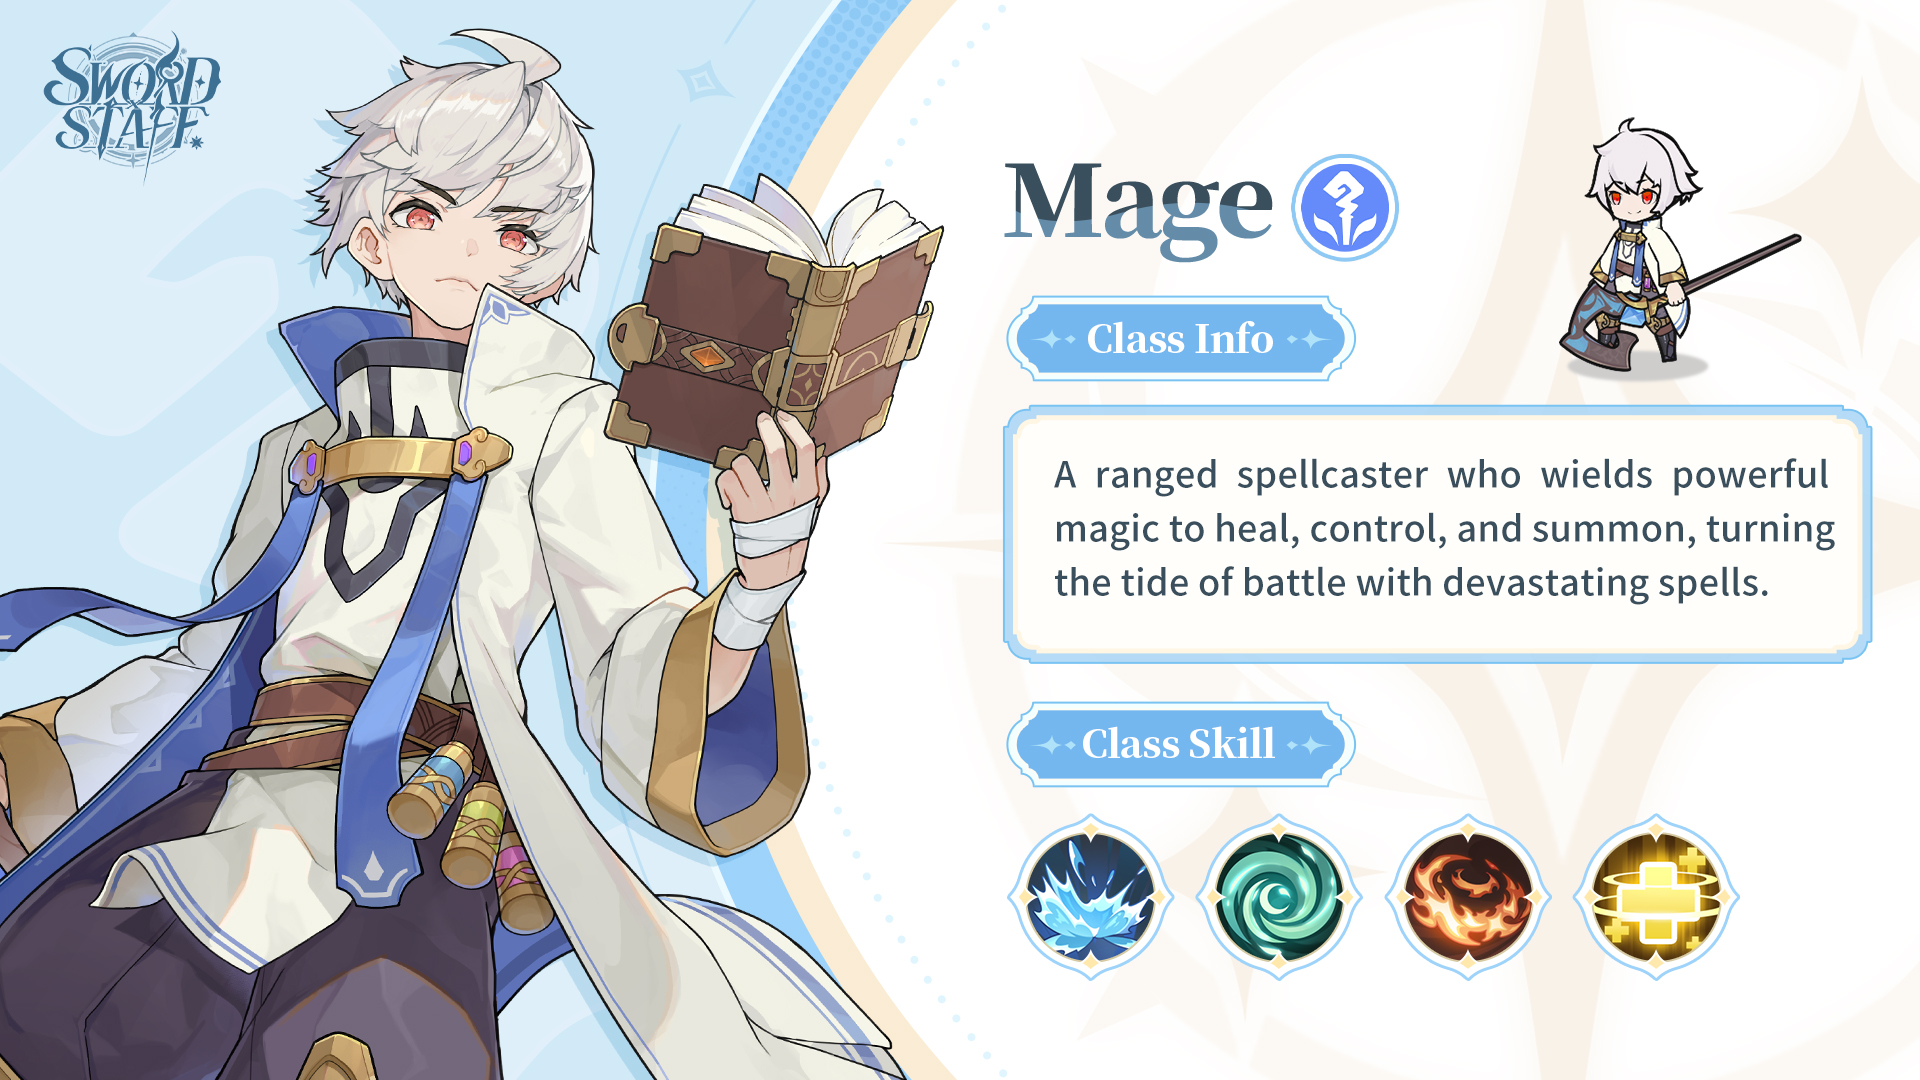 SWORD
STAFF
Mage
Class Info
A ranged spellcaster who wields powerful
magic to heal, control, and summon, turning
the tide of battle with devastating spells.
Class Skill